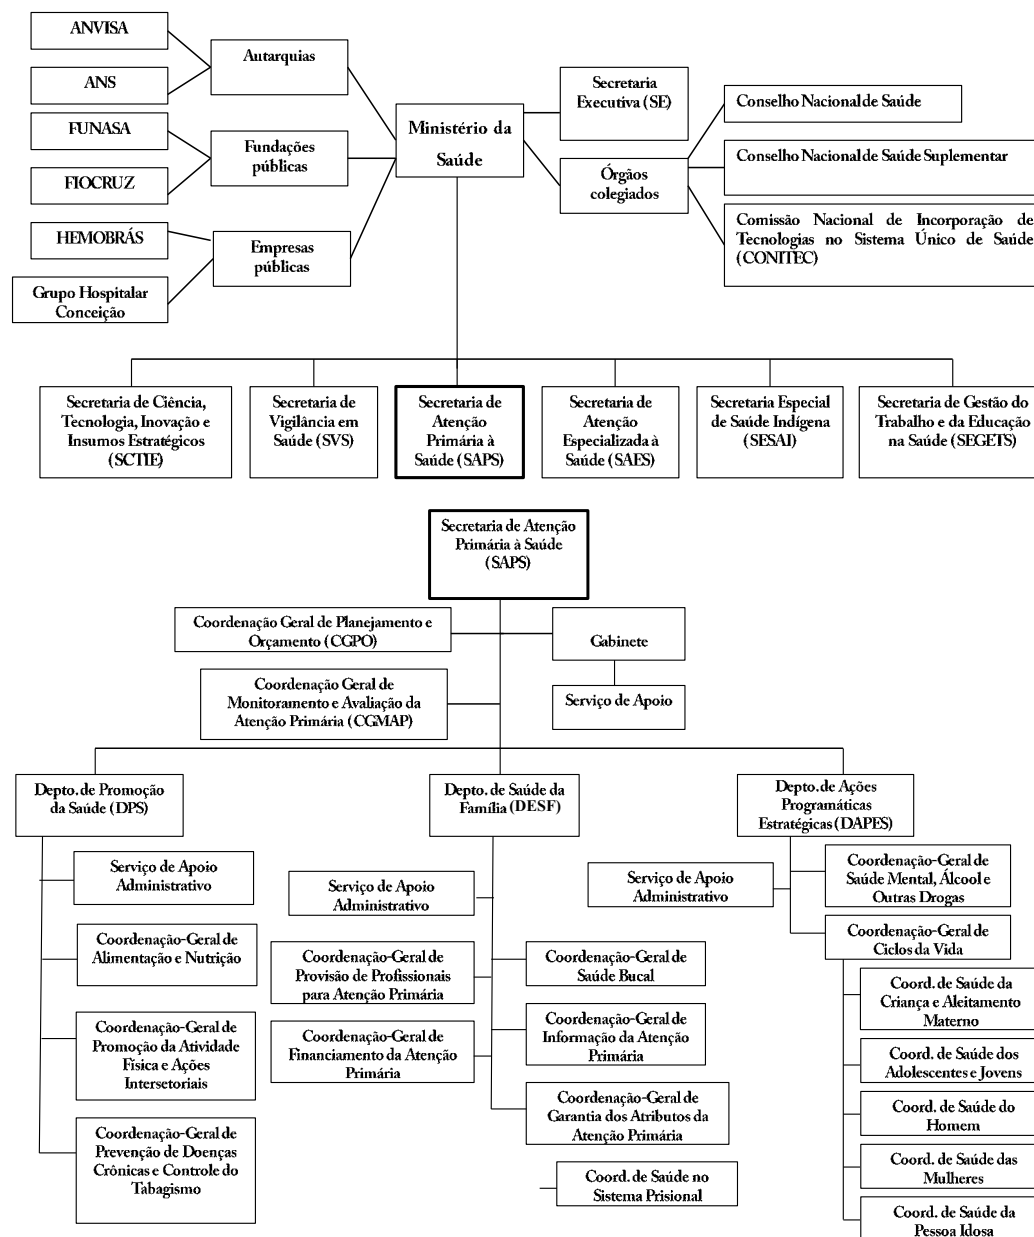 ANVISA
ANS
FUNASA
FIOCRUZ
HEMOBRÁS
Grupo Hospitalar
Conceição
Autarquias
Fundações
públicas
Empresas
públicas
Ministério da
Saúde
Secretaria
Executiva (SE)
Órgãos
colegiados
Conselho Nacional de Saúde
Conselho Nacional de Saúde Suplementar
Comissão Nacional de Incorporação de
Tecnologias no Sistema Único de Saúde
(CONITEC)
Secretaria de Ciência,
Tecnologia, Inovação e
Insumos Estratégicos
(SCTIE)
Secretaria de
Vigilância em
Saúde (SVS)
Secretaria de
Atenção
Primária à
Saúde (SAPS)
Secretaria de
Atenção
Especializada à
Saúde (SAES)
Secretaria Especial
de Saúde Indígena
(SESAI)
Secretaria de Gestão do
Trabalho e da Educação
na Saúde (SEGETS)
Secretaria de Atenção
Primária à Saúde
(SAPS)
Coordenação Geral de Planejamento e
Orçamento (CGPO)
Gabinete
Coordenação Geral de
Monitoramento e Avaliação da
Atenção Primária (CGMAP)
Serviço de Apoio
Depto. de Promoção
da Saúde (DPS)
Serviço de Apoio
Administrativo
Coordenação-Geral de
Alimentação e Nutrição
Coordenação-Geral de
Promoção da Atividade
Física e Ações
Intersetoriais
Coordenação-Geral de
Prevenção de Doenças
Crônicas e Controle do
Tabagismo
Depto. de Saúde da
Família (DESF)
Serviço de Apoio
Administrativo
Coordenação-Geral de
Provisão de Profissionais
para Atenção Primária
Coordenação-Geral de
Financiamento da Atenção
Primária
Coordenação-Geral de
Saúde Bucal
Coordenação-Geral de
Informação da Atenção
Primária
Coordenação-Geral de
Garantia dos Atributos da
Atenção Primária
Coord. de Saúde no
Sistema Prisional
Depto. de Ações
Programáticas
Estratégicas (DAPES)
Serviço de Apoio
Administrativo
Coordenação-Geral de
Saúde Mental, Álcool e
Outras Drogas
Coordenação-Geral de
Ciclos da Vida
Coord. de Saúde da
Criança e Aleitamento
Materno
Coord. de Saúde dos
Adolescentes e Jovens
Coord. de Saúde do
Homem
Coord. de Saúde das
Mulheres
Coord. de Saúde da
Pessoa Idosa